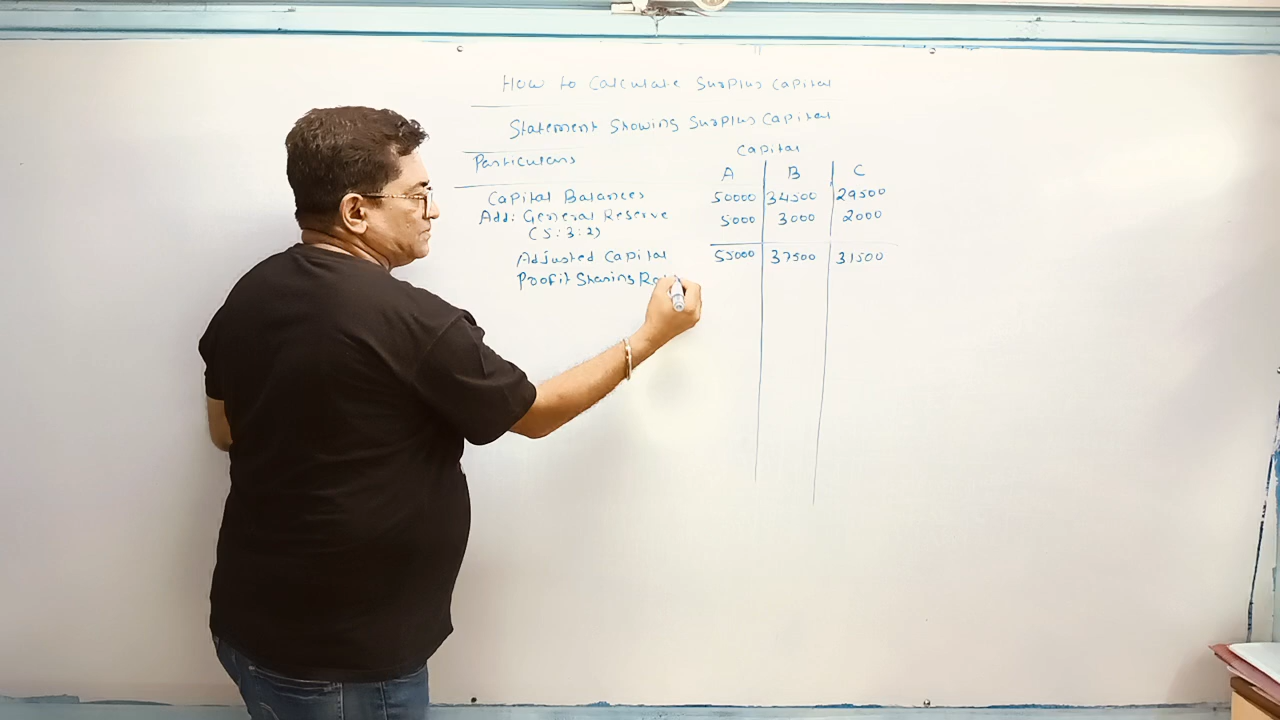 How to Calculate Surplus Capital
Statement Showing Surplus Capital
Capital
Particulars A B C
Capital Balances 50000 34500 29500
Add: General Reserve 5000 3000 2000
(5:3:2)
Adjusted Capital 55000 37500 31500
Profit Sharing